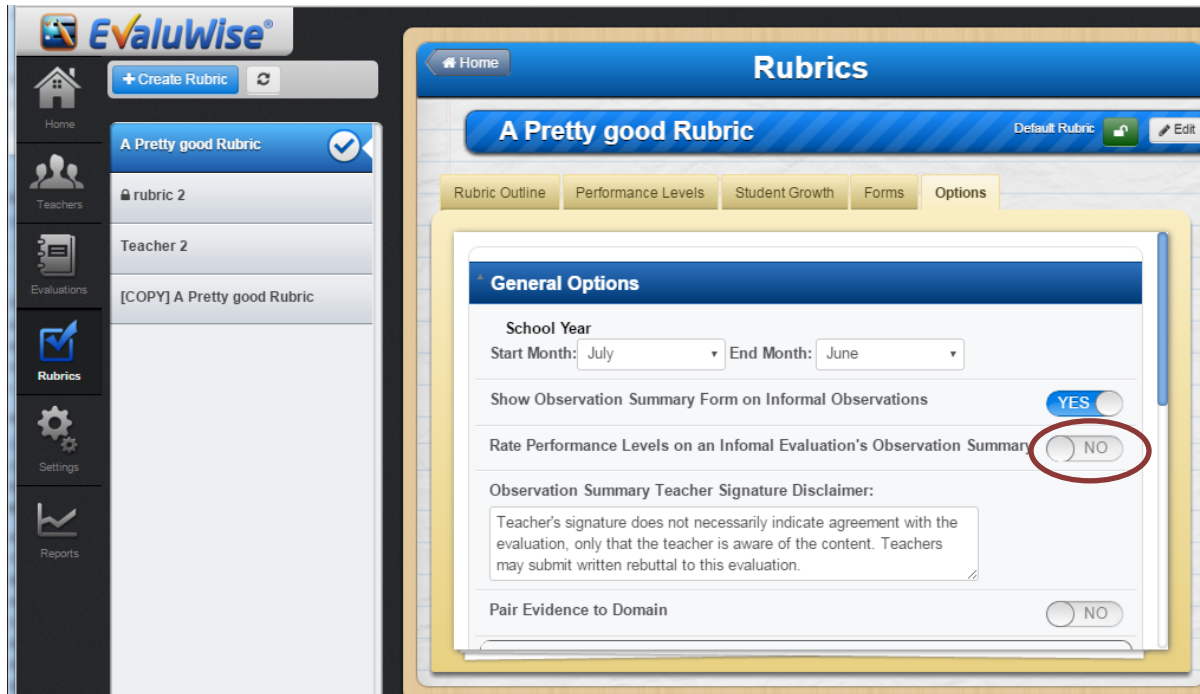 EvaluWise®
Home
Teachers
Evaluations
Rubrics
Settings
Reports
+ Create Rubric
A Pretty good Rubric
rubric 2
Teacher 2
[COPY] A Pretty good Rubric
Home
Rubrics
A Pretty good Rubric
Default Rubric
Edit
Rubric Outline
Performance Levels
Student Growth
Forms
Options
General Options
School Year
Start Month: July End Month: June
Show Observation Summary Form on Informal Observations YES
Rate Performance Levels on an Infomal Evaluation's Observation Summary NO
Observation Summary Teacher Signature Disclaimer:
Teacher's signature does not necessarily indicate agreement with the
evaluation, only that the teacher is aware of the content. Teachers
may submit written rebuttal to this evaluation.
Pair Evidence to Domain NO